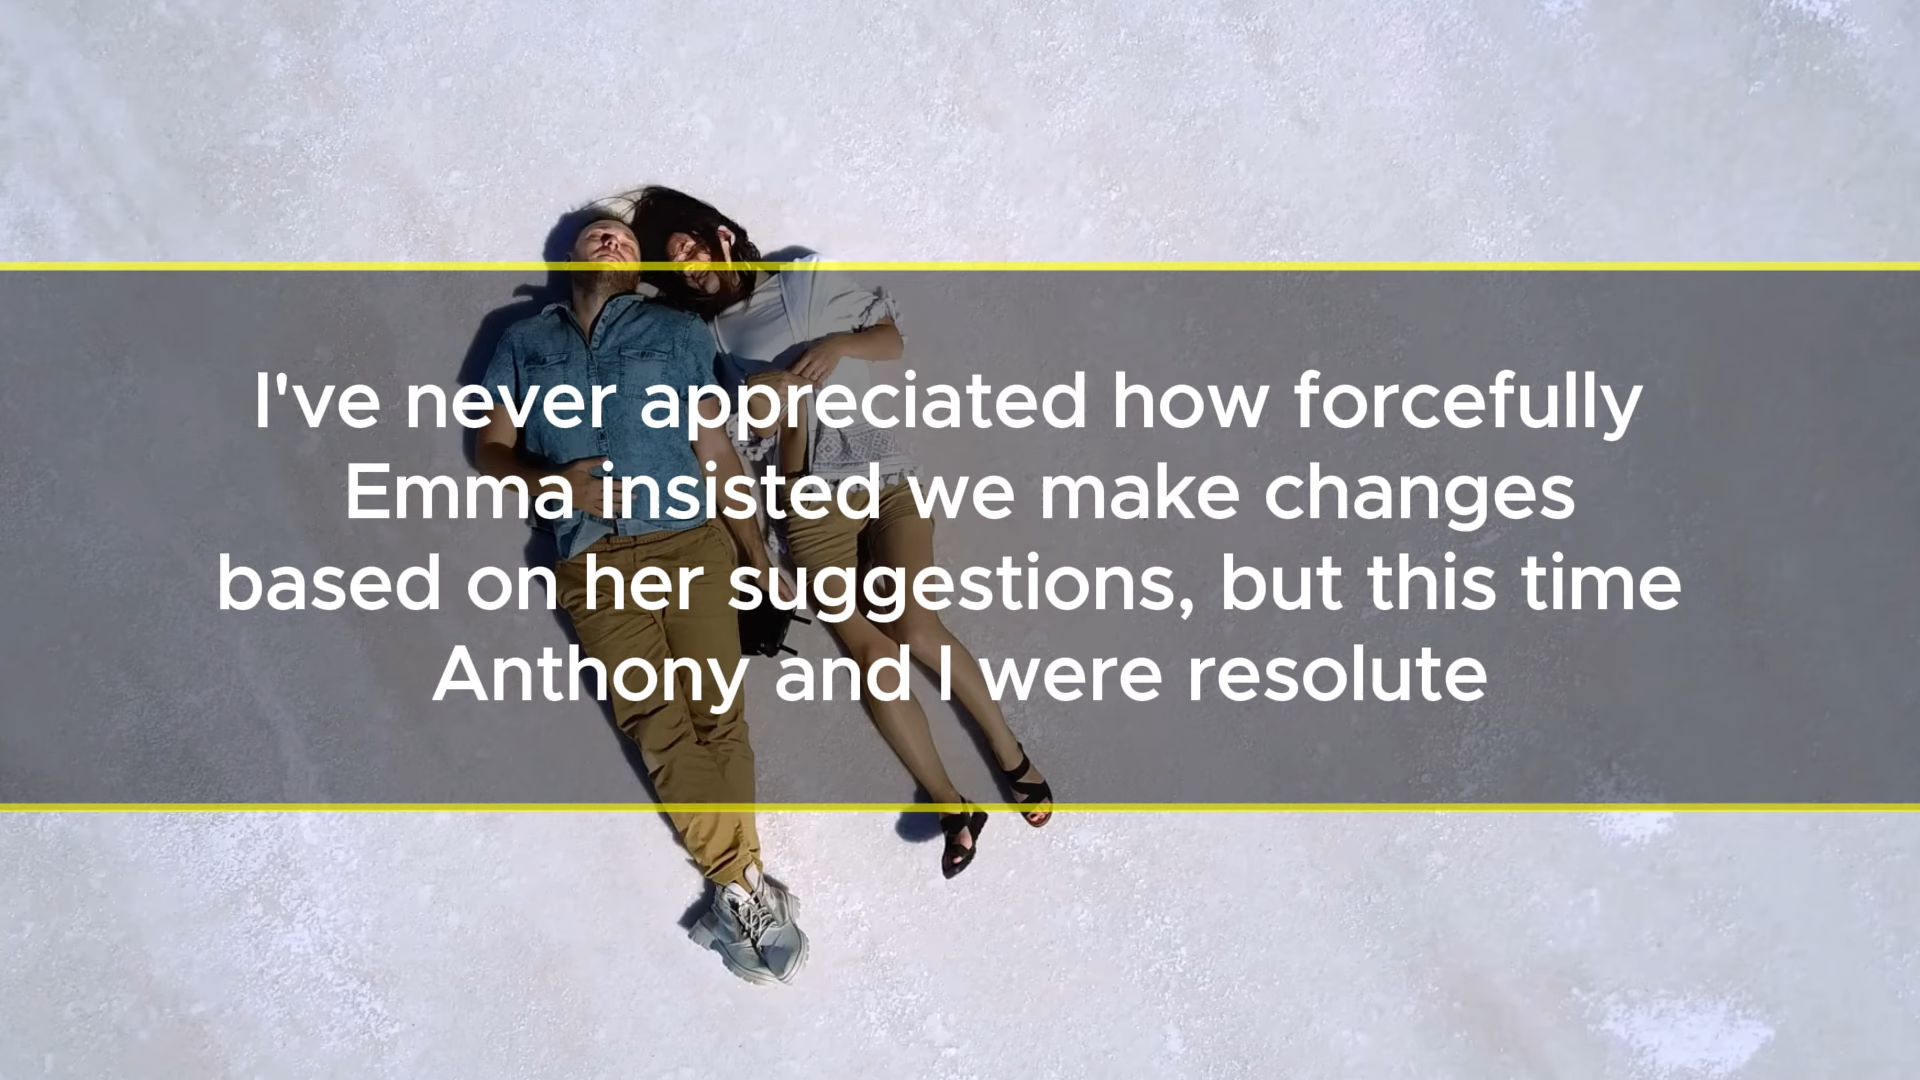 I've never appreciated how forcefully
Emma insisted we make changes
based on her suggestions, but this time
Anthony and I were resolute